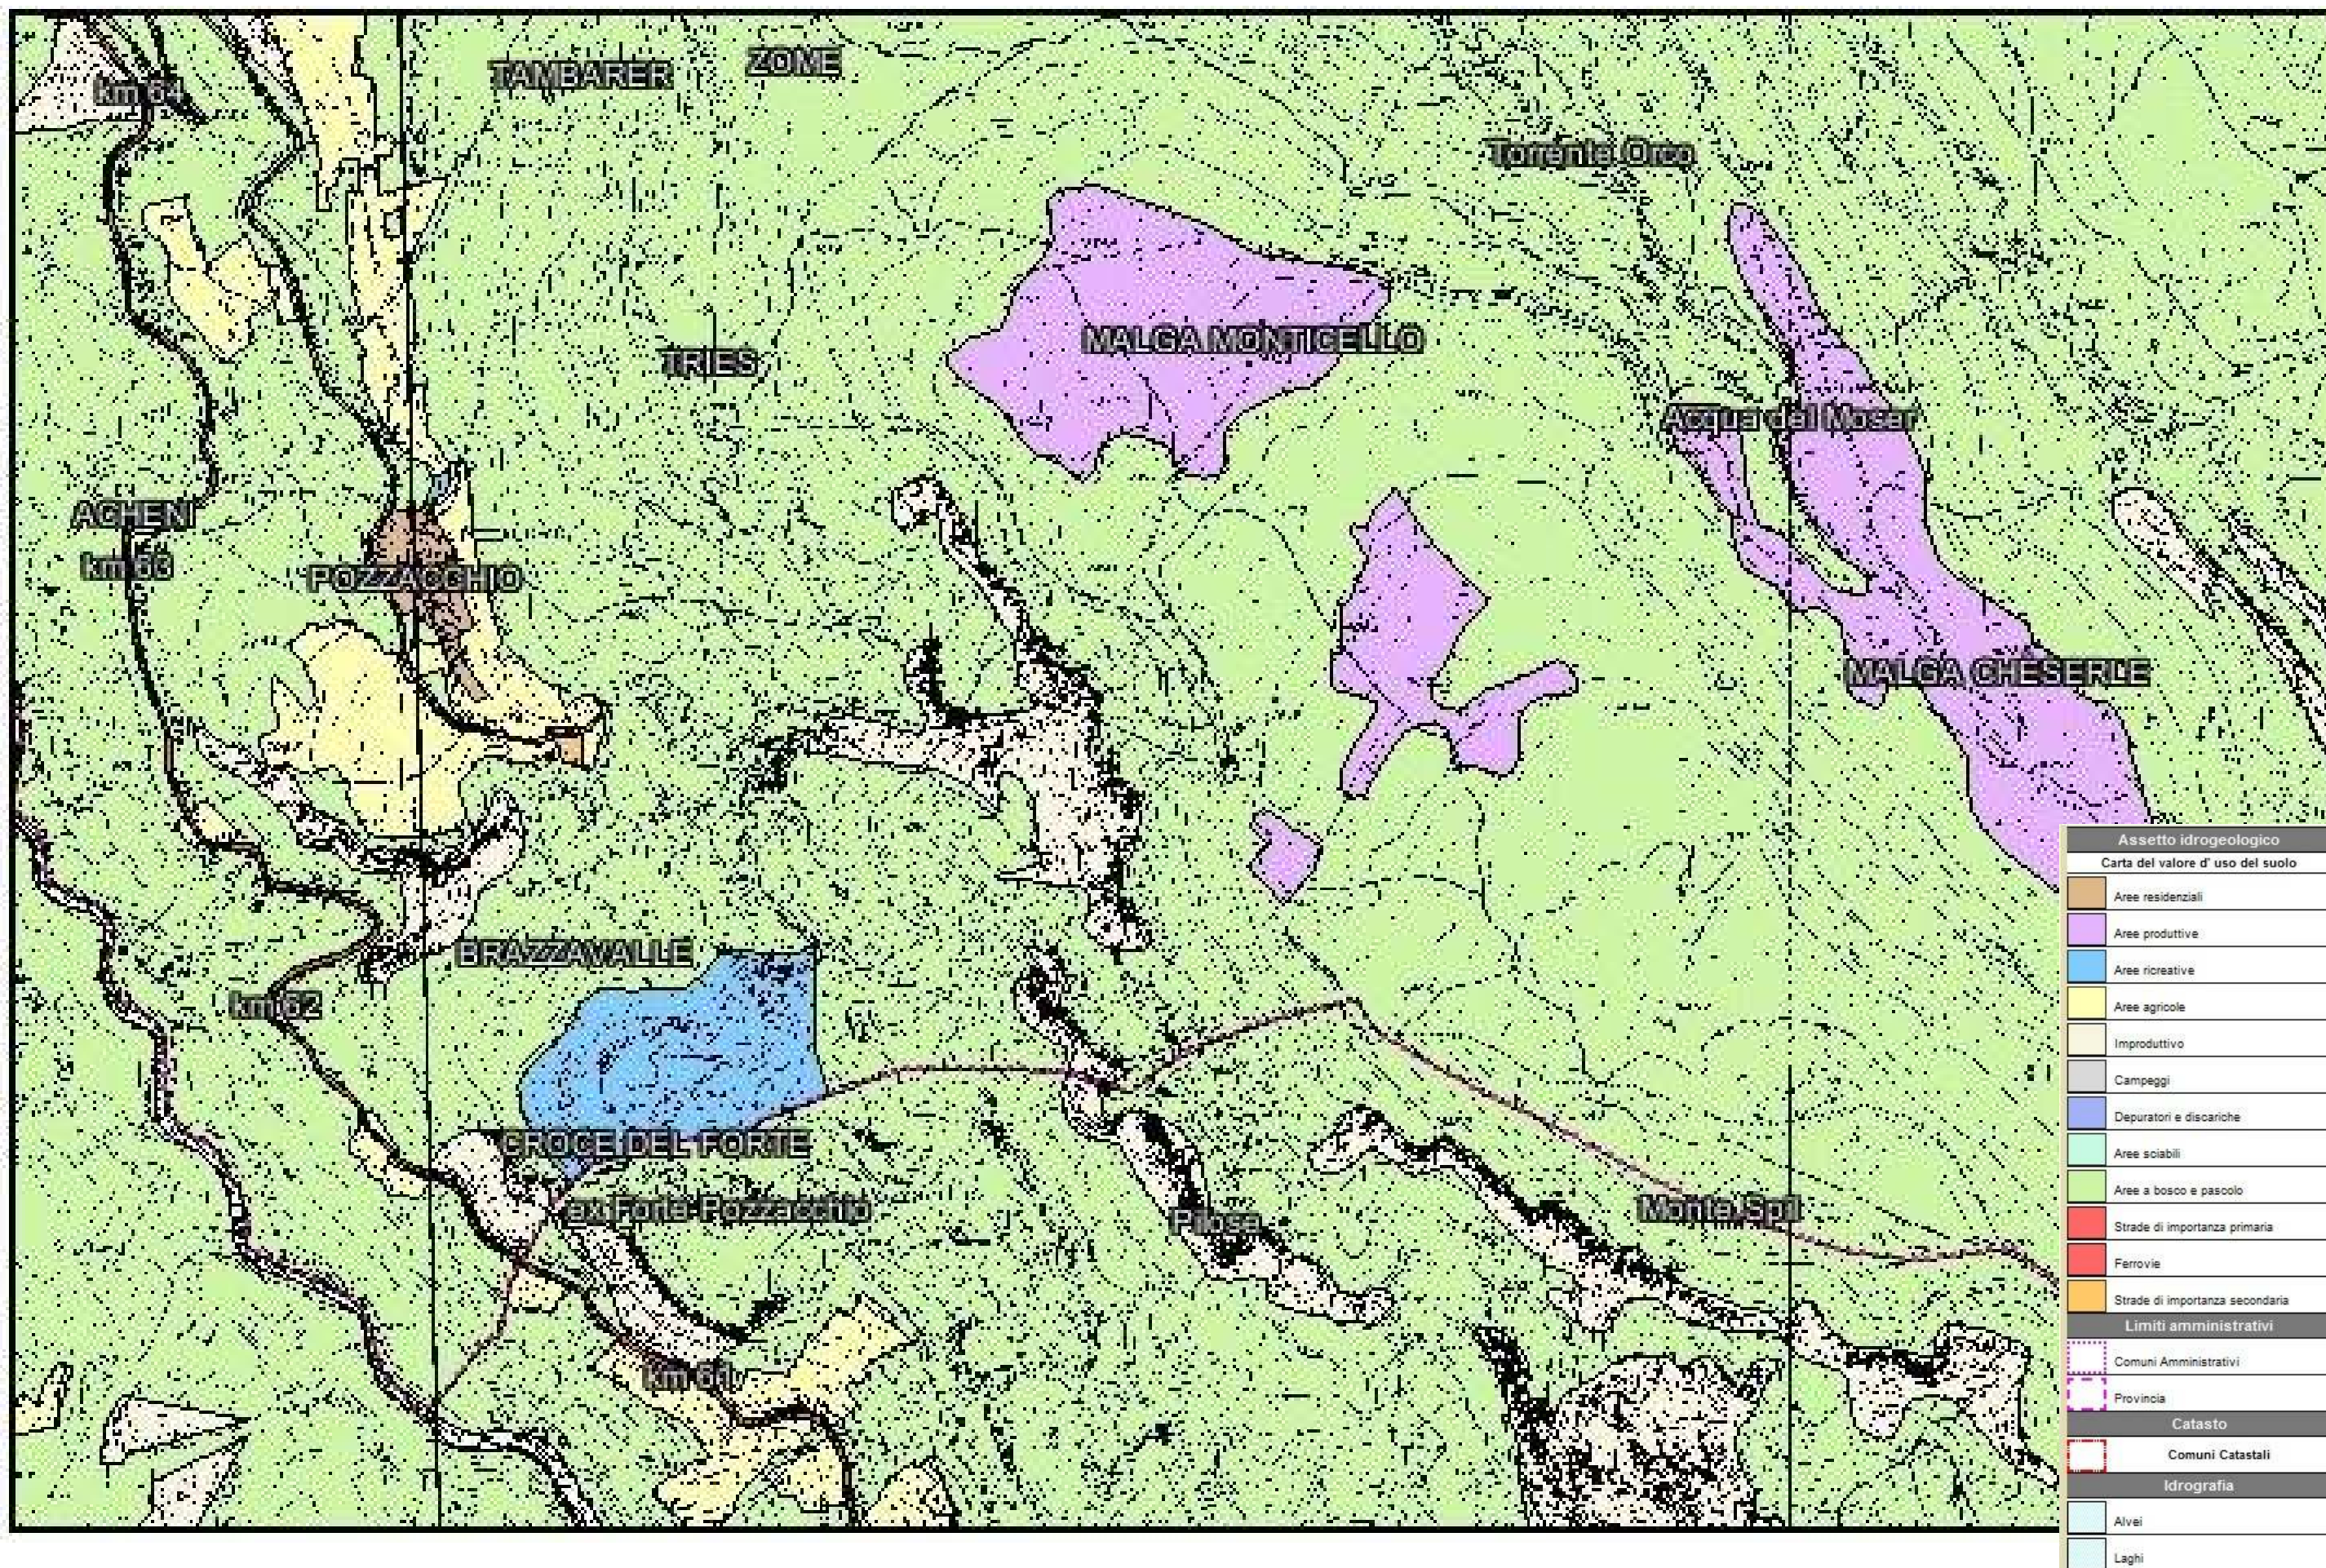 TAMBARER
ZOME
km 64
Torrente Orco
MALGA MONTICELLO
TRIES
Acqua del Moser
ACHENI
km 63
POZZACCHIO
MALGA CHESERLE
BRAZZAVALLE
km 62
CROCE DEL FORTE
ex Forte Pozzacchio
Pilosa
Monte Spil
km 61
Assetto idrogeologico
Carta del valore d' uso del suolo
Aree residenziali
Aree produttive
Aree ricreative
Aree agricole
Improduttivo
Campeggi
Depuratori e discariche
Aree sciabili
Aree a bosco e pascolo
Strade di importanza primaria
Ferrovie
Strade di importanza secondaria
Limiti amministrativi
Comuni Amministrativi
Provincia
Catasto
Comuni Catastali
Idrografia
Alvei
Laghi